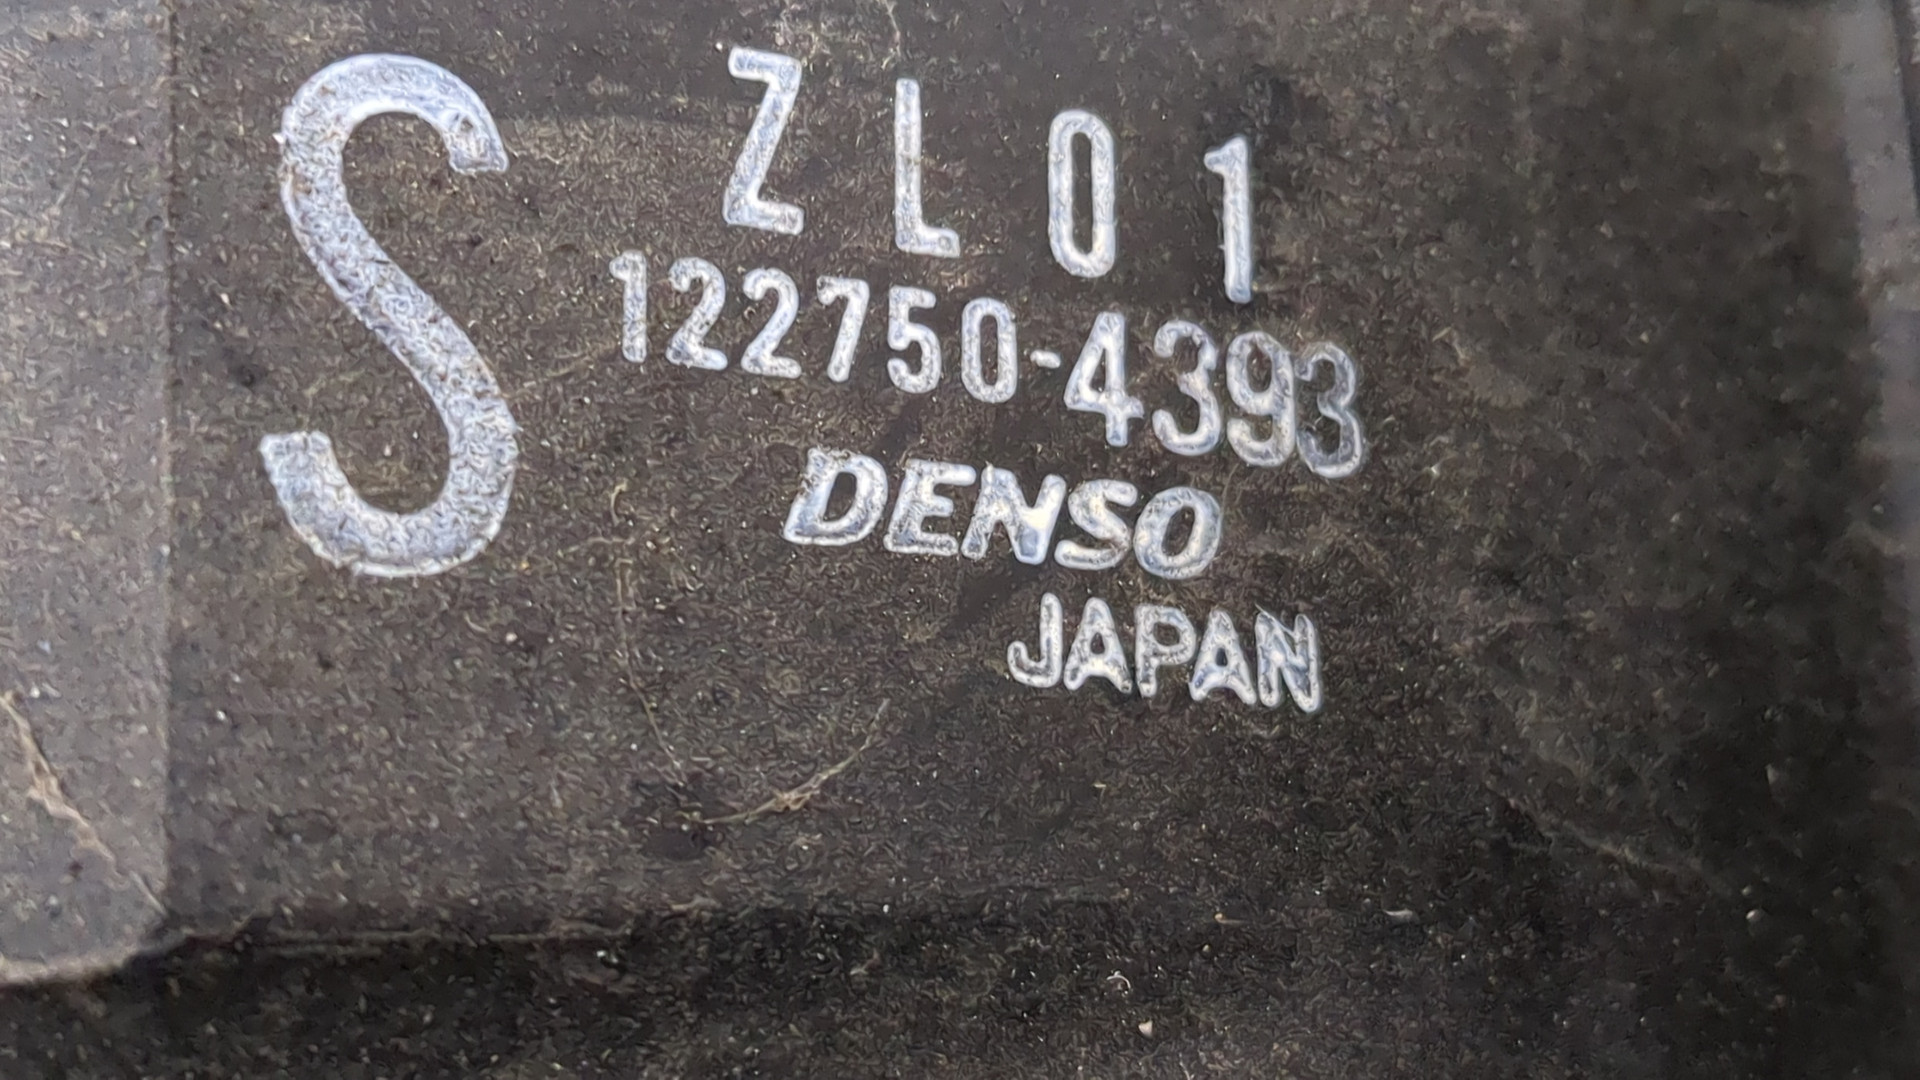 S
ZL01
122750-4393
DENSO
JAPAN